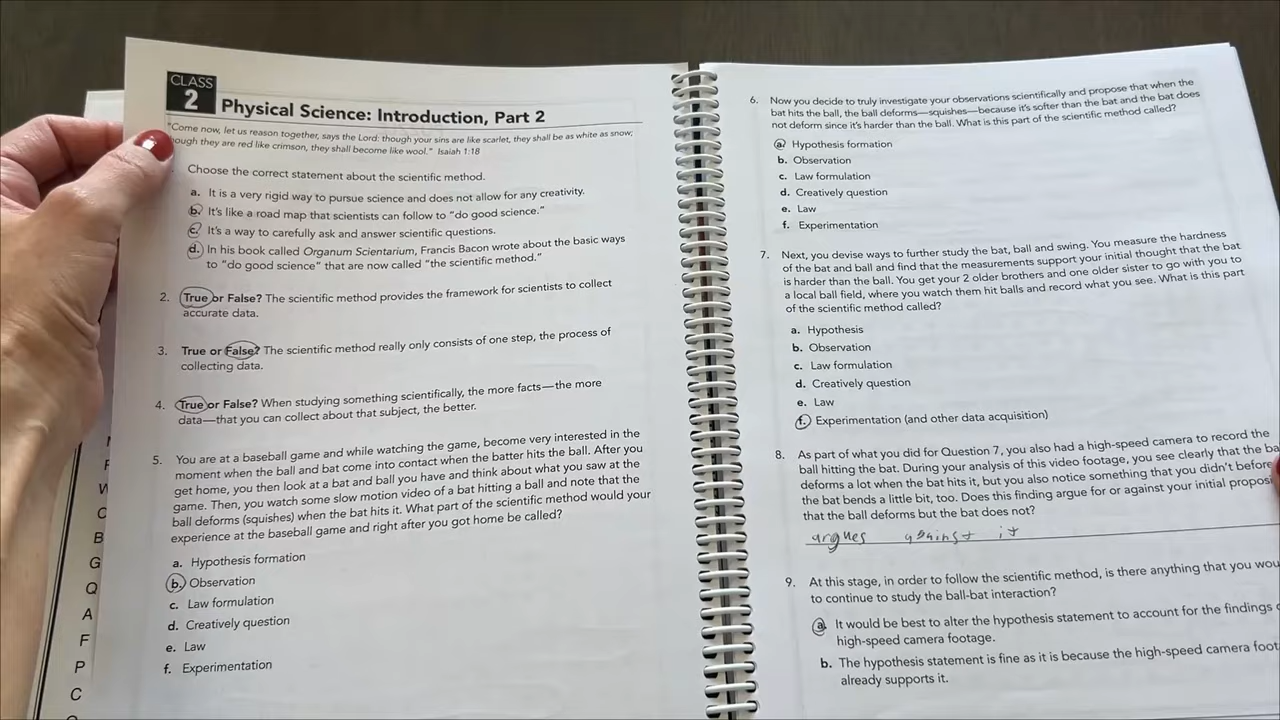 CLASS
2
Physical Science: Introduction, Part 2
"Come now, let us reason together, says the Lord: though your sins are like scarlet, they shall be as white as snow;
though they are red like crimson, they shall become like wool." Isaiah 1:18
Choose the correct statement about the scientific method.
a. It is a very rigid way to pursue science and does not allow for any creativity.
b. It's like a road map that scientists can follow to "do good science."
c. It's a way to carefully ask and answer scientific questions.
d. In his book called Organum Scientarium, Francis Bacon wrote about the basic ways
to "do good science" that are now called "the scientific method."
2. True or False? The scientific method provides the framework for scientists to collect
accurate data.
3. True or False? The scientific method really only consists of one step, the process of
collecting data.
4. True or False? When studying something scientifically, the more facts—the more
data—that you can collect about that subject, the better.
5. You are at a baseball game and while watching the game, become very interested in the
moment when the ball and bat come into contact when the batter hits the ball. After you
get home, you then look at a bat and ball you have and think about what you saw at the
game. Then, you watch some slow motion video of a bat hitting a ball and note that the
ball deforms (squishes) when the bat hits it. What part of the scientific method would your
experience at the baseball game and right after you got home be called?
a. Hypothesis formation
b. Observation
c. Law formulation
d. Creatively question
e. Law
f. Experimentation
6. Now you decide to truly investigate your observations scientifically and propose that when the
bat hits the ball, the ball deforms—squishes—because it's softer than the bat and the bat does
not deform since it's harder than the ball. What is this part of the scientific method called?
a. Hypothesis formation
b. Observation
c. Law formulation
d. Creatively question
e. Law
f. Experimentation
7. Next, you devise ways to further study the bat, ball and swing. You measure the hardness
of the bat and ball and find that the measurements support your initial thought that the bat
is harder than the ball. You get your 2 older brothers and one older sister to go with you to
a local ball field, where you watch them hit balls and record what you see. What is this part
of the scientific method called?
a. Hypothesis
b. Observation
c. Law formulation
d. Creatively question
e. Law
f. Experimentation (and other data acquisition)
8. As part of what you did for Question 7, you also had a high-speed camera to record the
ball hitting the bat. During your analysis of this video footage, you see clearly that the ba
deforms a lot when the bat hits it, but you also notice something that you didn't before
the bat bends a little bit, too. Does this finding argue for or against your initial proposi
that the ball deforms but the bat does not?
argues against it
9. At this stage, in order to follow the scientific method, is there anything that you wou
to continue to study the ball-bat interaction?
a. It would be best to alter the hypothesis statement to account for the findings
high-speed camera footage.
b. The hypothesis statement is fine as it is because the high-speed camera foot
already supports it.
B
G
Q
A
F
P
C